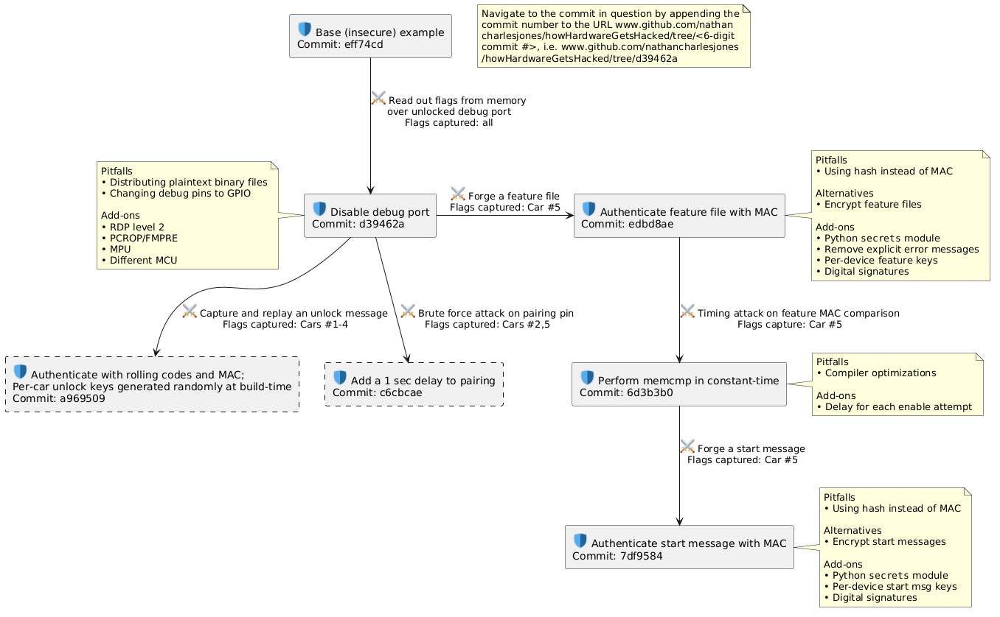 Base (insecure) example
Commit: eff74cd
Navigate to the commit in question by appending the
commit number to the URL www.github.com/nathan
charlesjones/howHardwareGetsHacked/tree/<6-digit
commit #>, i.e. www.github.com/nathancharlesjones
/howHardwareGetsHacked/tree/d39462a
Read out flags from memory
over unlocked debug port
Flags captured: all
Pitfalls
• Distributing plaintext binary files
• Changing debug pins to GPIO
Add-ons
• RDP level 2
• PCROP/FMPRE
• MPU
• Different MCU
Disable debug port
Commit: d39462a
Forge a feature file
Flags captured: Car #5
Authenticate feature file with MAC
Commit: edbd8ae
Pitfalls
• Using hash instead of MAC
Alternatives
• Encrypt feature files
Add-ons
• Python secrets module
• Remove explicit error messages
• Per-device feature keys
• Digital signatures
Capture and replay an unlock message
Flags captured: Cars #1-4
Brute force attack on pairing pin
Flags captured: Cars #2,5
Timing attack on feature MAC comparison
Flags capture: Car #5
Authenticate with rolling codes and MAC;
Per-car unlock keys generated randomly at build-time
Commit: a969509
Add a 1 sec delay to pairing
Commit: c6cbcae
Perform memcmp in constant-time
Commit: 6d3b3b0
Pitfalls
• Compiler optimizations
Add-ons
• Delay for each enable attempt
Forge a start message
Flags captured: Car #5
Authenticate start message with MAC
Commit: 7df9584
Pitfalls
• Using hash instead of MAC
Alternatives
• Encrypt start messages
Add-ons
• Python secrets module
• Per-device start msg keys
• Digital signatures